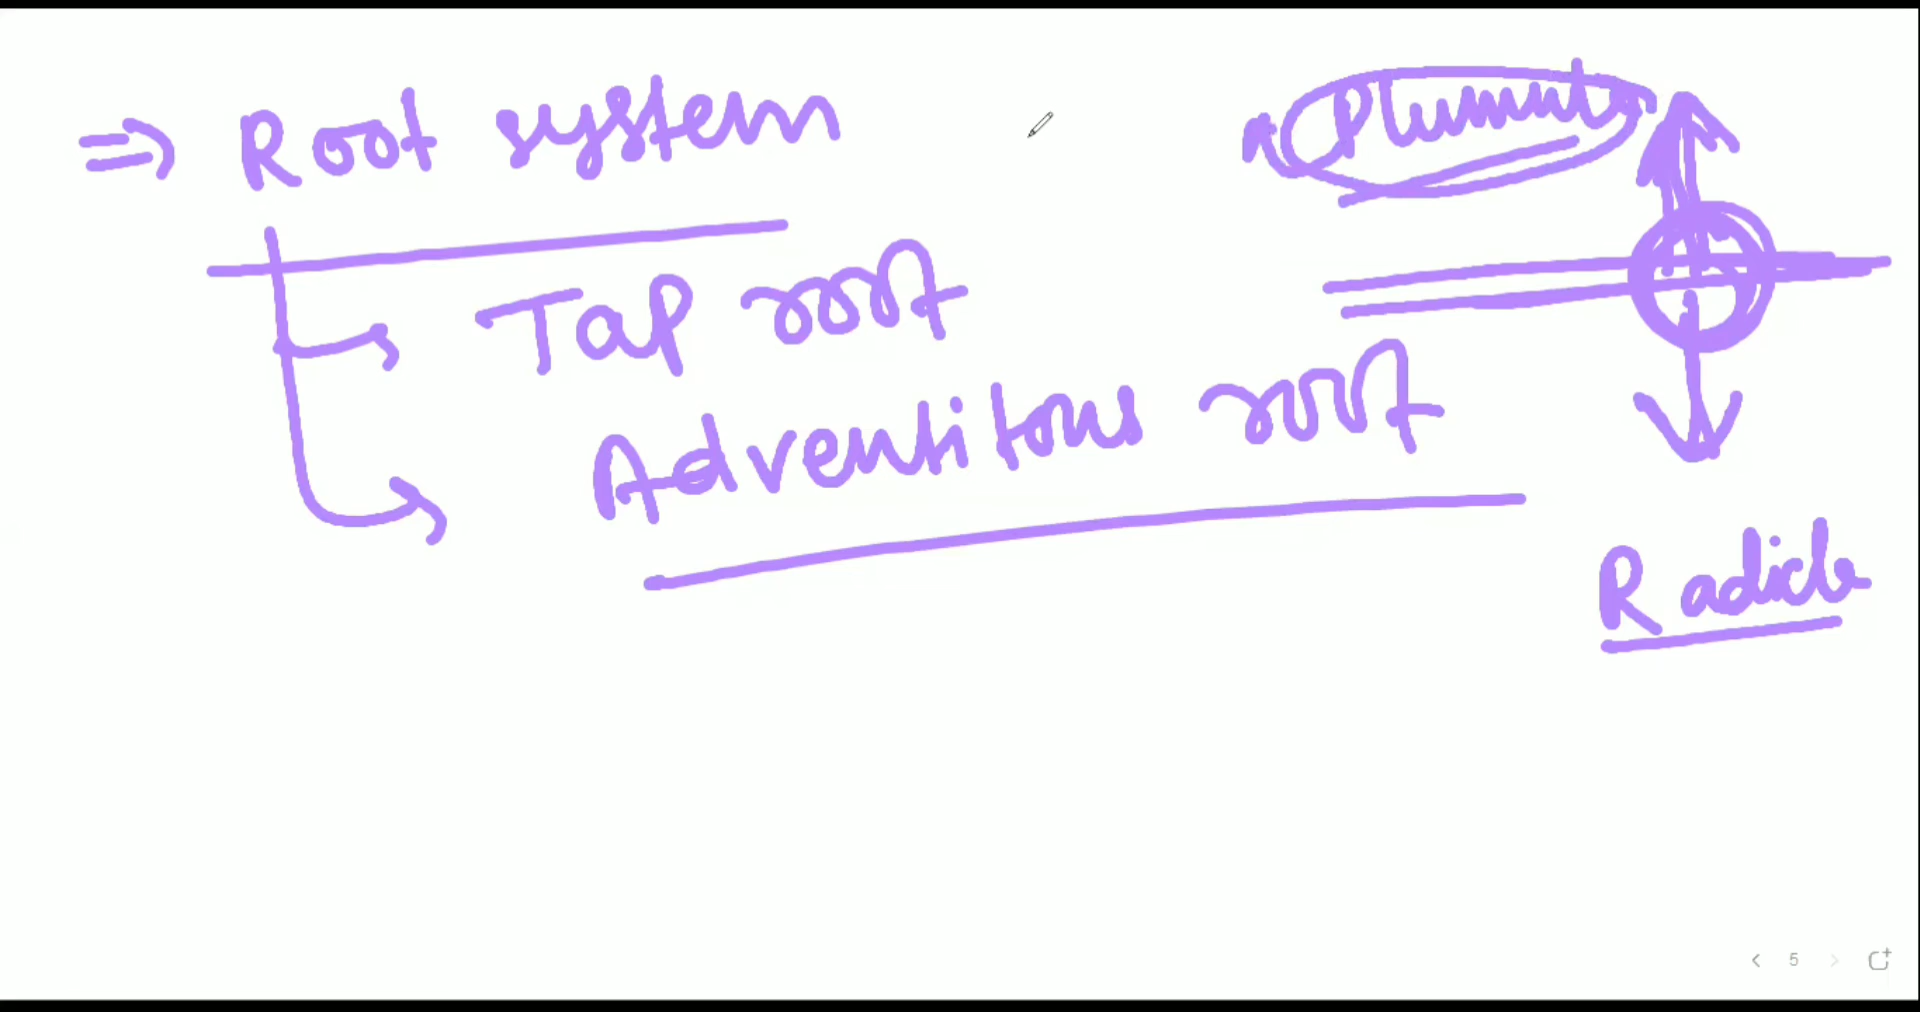 ⇒ Root system
Tap root
Adventitous root
Plumule
Radicle
5